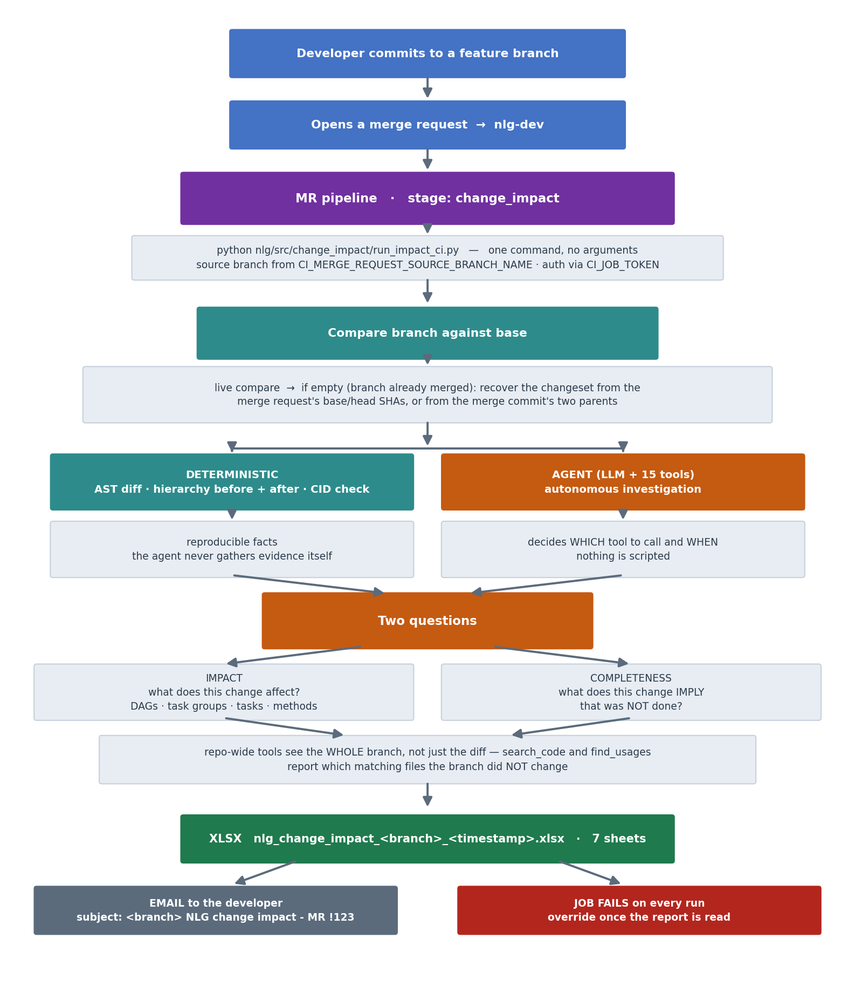 Developer commits to a feature branch
Opens a merge request → nlg-dev
MR pipeline · stage: change_impact
python nlg/src/change_impact/run_impact_ci.py — one command, no arguments
source branch from CI_MERGE_REQUEST_SOURCE_BRANCH_NAME · auth via CI_JOB_TOKEN
Compare branch against base
live compare → if empty (branch already merged): recover the changeset from the
merge request's base/head SHAs, or from the merge commit's two parents
DETERMINISTIC
AST diff · hierarchy before + after · CID check
AGENT (LLM + 15 tools)
autonomous investigation
reproducible facts
the agent never gathers evidence itself
decides WHICH tool to call and WHEN
nothing is scripted
Two questions
IMPACT
what does this change affect?
DAGs · task groups · tasks · methods
COMPLETENESS
what does this change IMPLY
that was NOT done?
repo-wide tools see the WHOLE branch, not just the diff — search_code and find_usages
report which matching files the branch did NOT change
XLSX nlg_change_impact_<branch>_<timestamp>.xlsx · 7 sheets
EMAIL to the developer
subject: <branch> NLG change impact - MR !123
JOB FAILS on every run
override once the report is read